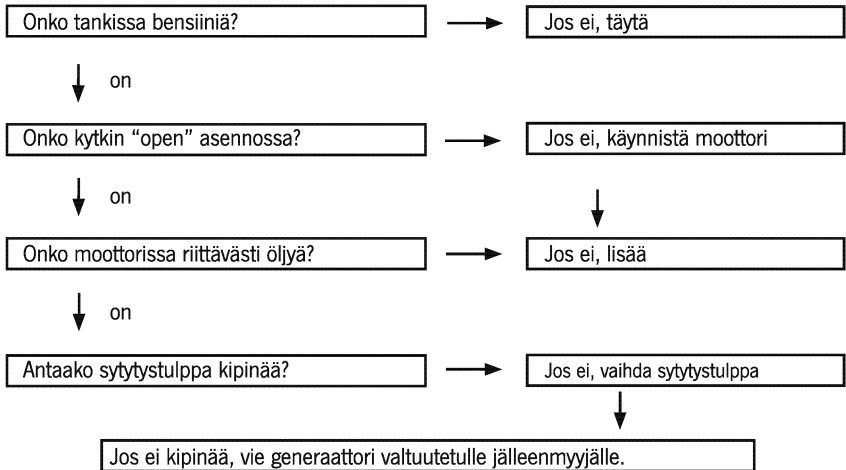 Onko tankissa bensiiniä?
Jos ei, täytä
on
Onko kytkin “open” asennossa?
Jos ei, käynnistä moottori
on
Onko moottorissa riittävästi öljyä?
Jos ei, lisää
on
Antaako sytytystulppa kipinää?
Jos ei, vaihda sytytystulppa
Jos ei kipinää, vie generaattori valtuutetulle jälleenmyyjälle.